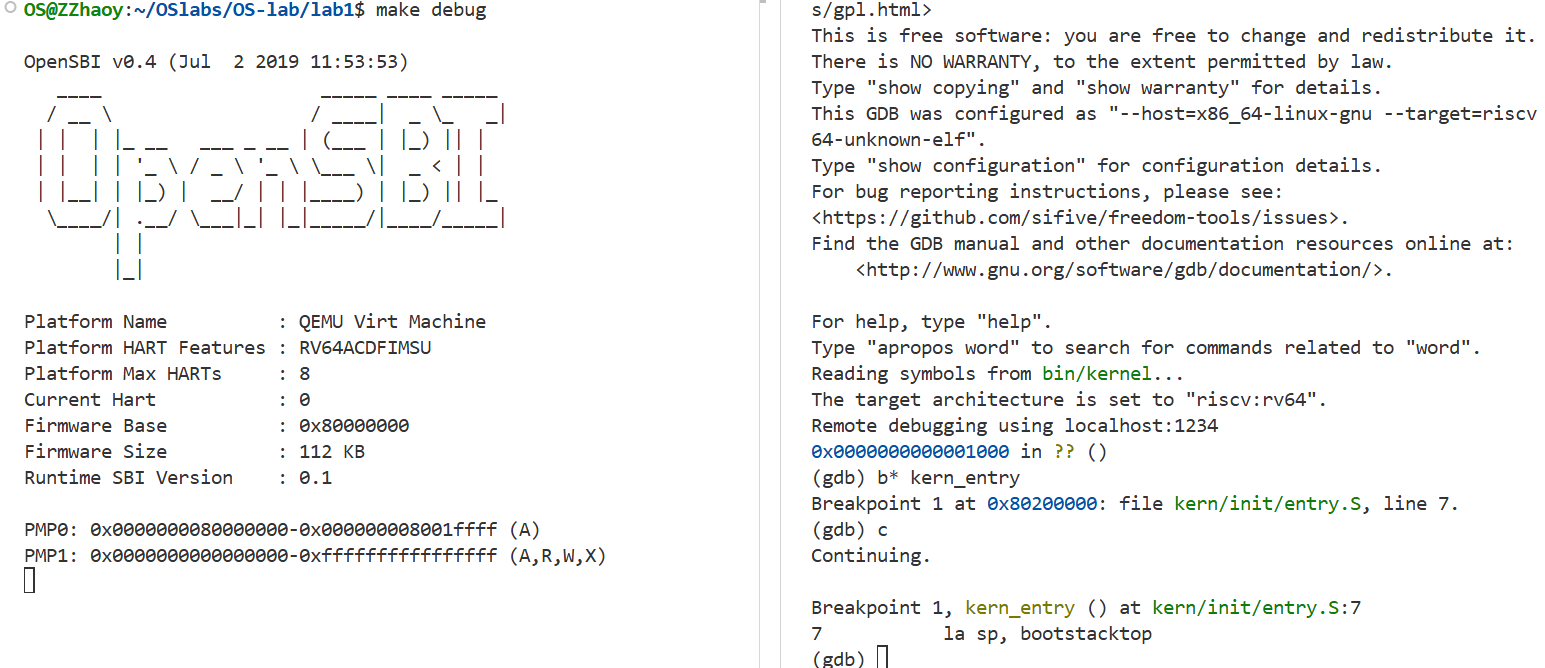 OS@ZZhaoy:~/OSlabs/OS-lab/lab1$ make debug

OpenSBI v0.4 (Jul  2 2019 11:53:53)
   ____                    _____ ____ _____
  / __ \                  / ____|  _ \_   _|
 | |  | |_ __   ___ _ __ | (___ | |_) || |
 | |  | | '_ \ / _ \ '_ \ \___ \|  _ < | |
 | |__| | |_) |  __/ | | |____) | |_) || |_
  \____/| .__/ \___|_| |_|_____/|____/_____|
        | |
        |_|

Platform Name          : QEMU Virt Machine
Platform HART Features : RV64ACDFIMSU
Platform Max HARTs     : 8
Current Hart           : 0
Firmware Base          : 0x80000000
Firmware Size          : 112 KB
Runtime SBI Version    : 0.1

PMP0: 0x0000000080000000-0x000000008001ffff (A)
PMP1: 0x0000000000000000-0xffffffffffffffff (A,R,W,X)
s/gpl.html>
This is free software: you are free to change and redistribute it.
There is NO WARRANTY, to the extent permitted by law.
Type "show copying" and "show warranty" for details.
This GDB was configured as "--host=x86_64-linux-gnu --target=riscv
64-unknown-elf".
Type "show configuration" for configuration details.
For bug reporting instructions, please see:
<https://github.com/sifive/freedom-tools/issues>.
Find the GDB manual and other documentation resources online at:
    <http://www.gnu.org/software/gdb/documentation/>.

For help, type "help".
Type "apropos word" to search for commands related to "word".
Reading symbols from bin/kernel...
The target architecture is set to "riscv:rv64".
Remote debugging using localhost:1234
0x0000000000001000 in ?? ()
(gdb) b* kern_entry
Breakpoint 1 at 0x80200000: file kern/init/entry.S, line 7.
(gdb) c
Continuing.

Breakpoint 1, kern_entry () at kern/init/entry.S:7
7           la sp, bootstacktop
(gdb)